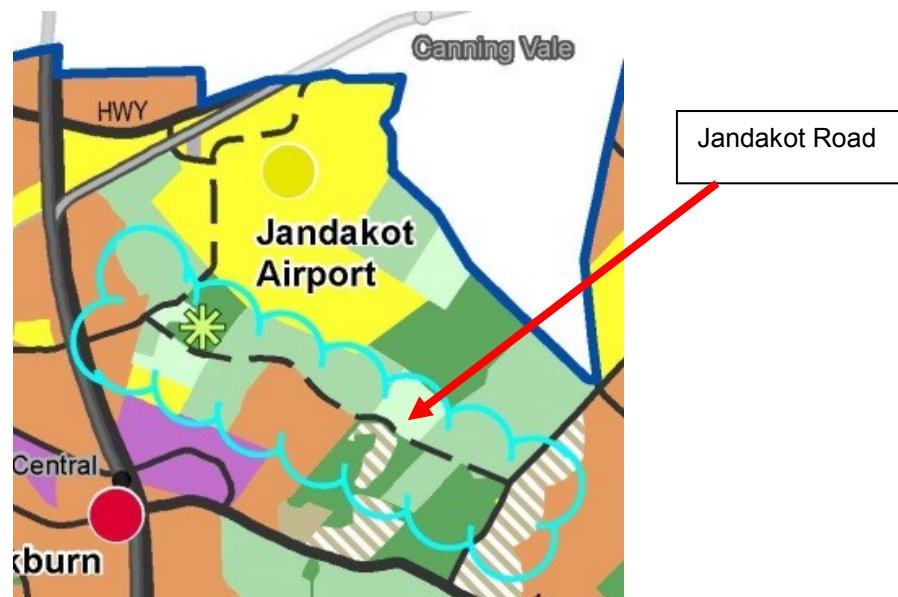 Canning Vale
HWY
Jandakot Road
Jandakot
Airport
Central
kburn